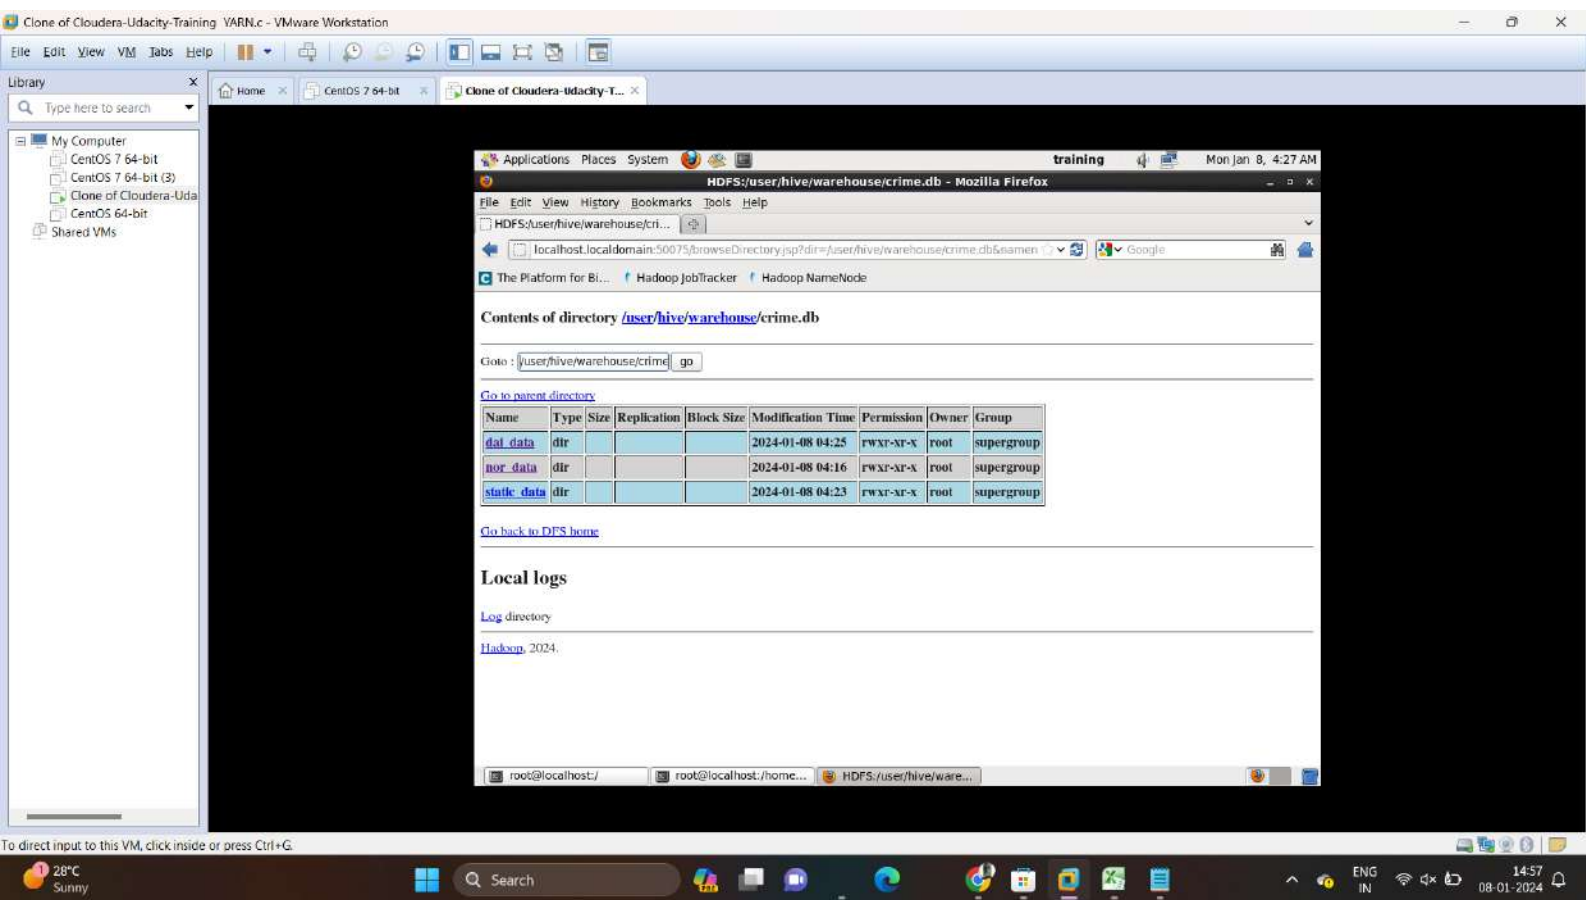 Clone of Cloudera-Udacity-Training YARN.c - VMware Workstation
File Edit View VM Tabs Help
Library X
Home × CentOS 7 64-bit × Clone of Cloudera-Udacity-T... ×
Type here to search
My Computer
CentOS 7 64-bit
CentOS 7 64-bit (3)
Clone of Cloudera-Uda
CentOS 64-bit
Shared VMs
Applications Places System training Mon Jan 8, 4:27 AM
HDFS:/user/hive/warehouse/crime.db - Mozilla Firefox
File Edit View History Bookmarks Tools Help
HDFS:/user/hive/warehouse/cri...
localhost.localdomain:50075/browseDirectory.jsp?dir=/user/hive/warehouse/crime.db&namen Google
The Platform for Bi... Hadoop JobTracker Hadoop NameNode
Contents of directory /user/hive/warehouse/crime.db
Goto : /user/hive/warehouse/crime go
Go to parent directory
Name Type Size Replication Block Size Modification Time Permission Owner Group
dai_data dir 2024-01-08 04:25 rwxr-xr-x root supergroup
nor_data dir 2024-01-08 04:16 rwxr-xr-x root supergroup
static_data dir 2024-01-08 04:23 rwxr-xr-x root supergroup
Go back to DFS home
Local logs
Log directory
Hadoop, 2024.
root@localhost:/ root@localhost:/home... HDFS:/user/hive/ware...
To direct input to this VM, click inside or press Ctrl+G.
1 28°C
Sunny
Search
PRE
ENG
IN
14:57
08-01-2024